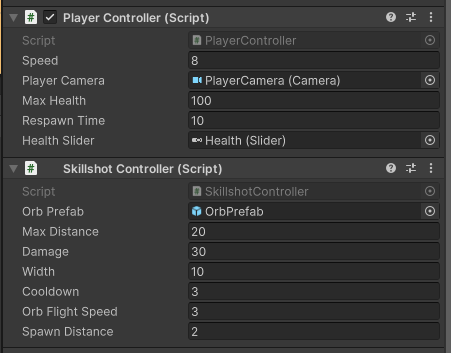 Player Controller (Script)
Script PlayerController
Speed 8
Player Camera PlayerCamera (Camera)
Max Health 100
Respawn Time 10
Health Slider Health (Slider)
Skillshot Controller (Script)
Script SkillshotController
Orb Prefab OrbPrefab
Max Distance 20
Damage 30
Width 10
Cooldown 3
Orb Flight Speed 3
Spawn Distance 2